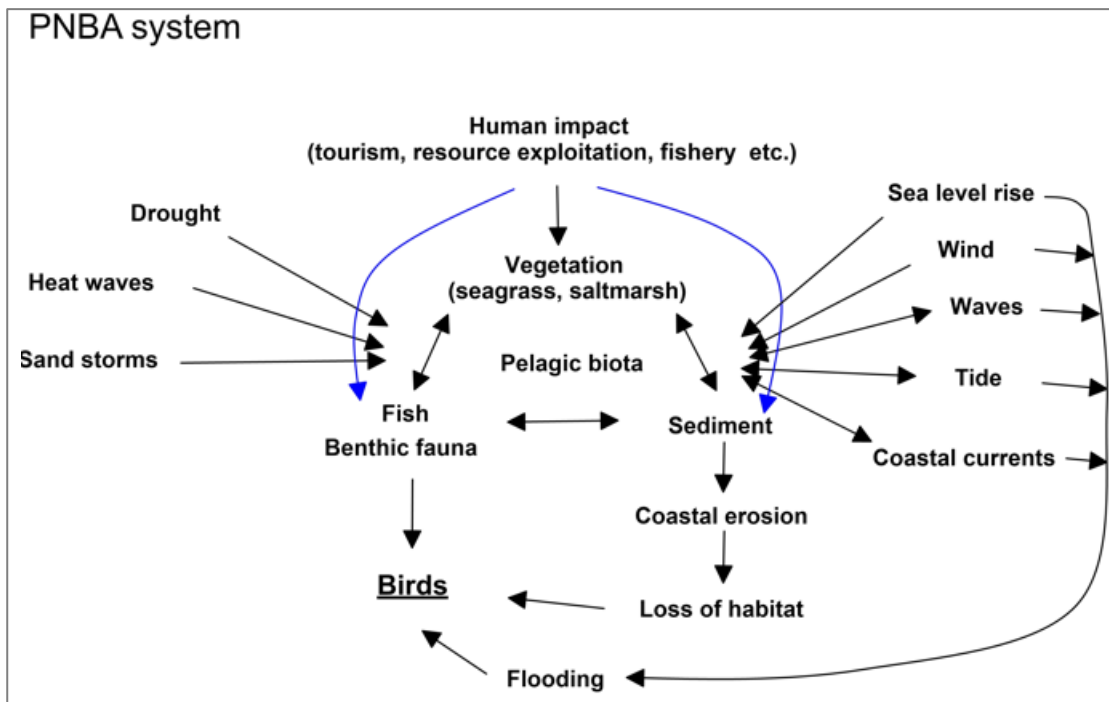 PNBA system
Human impact
(tourism, resource exploitation, fishery etc.)
Drought
Sea level rise
Heat waves
Vegetation
(seagrass, saltmarsh)
Wind
Waves
Sand storms
Pelagic biota
Tide
Fish
Benthic fauna
Sediment
Coastal currents
Coastal erosion
Birds
Loss of habitat
Flooding